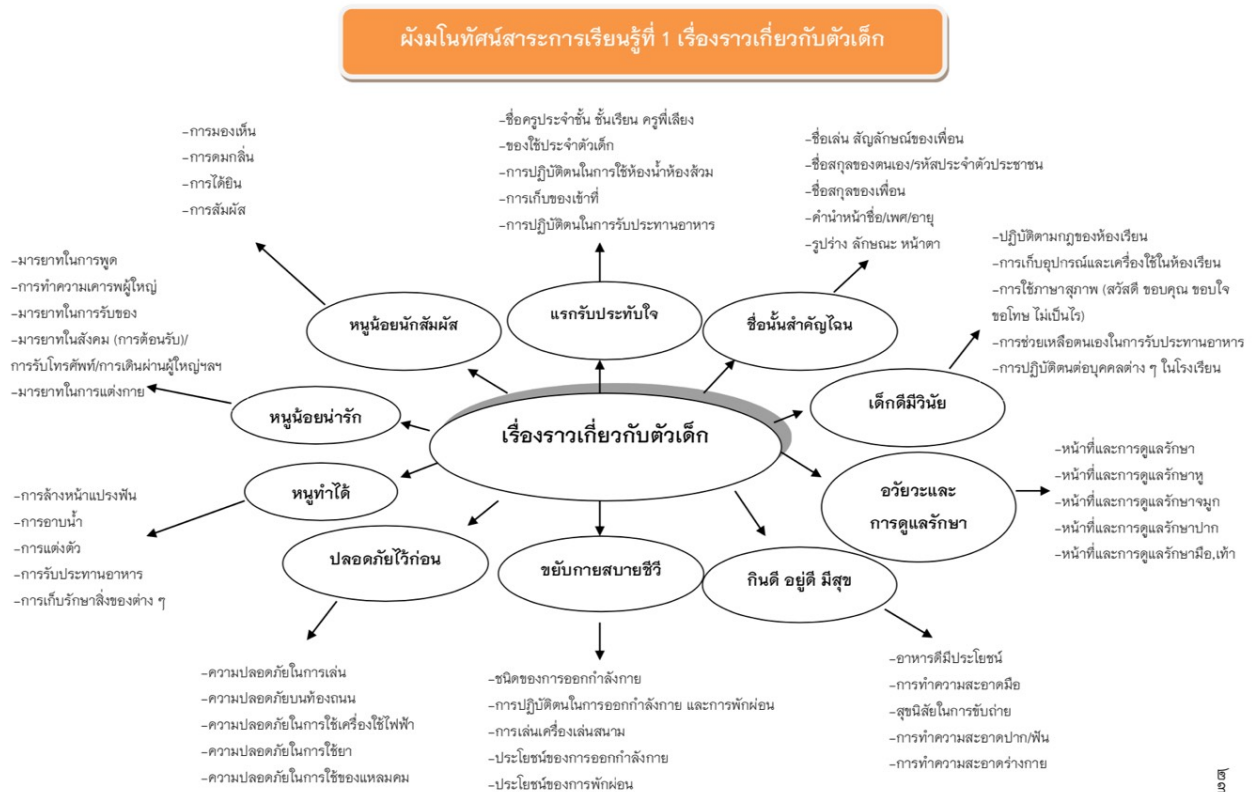 ผังมโนทัศน์สาระการเรียนรู้ที่ 1 เรื่องราวเกี่ยวกับตัวเด็ก
-การมองเห็น
-การดมกลิ่น
-การได้ยิน
-การสัมผัส
-ชื่อครูประจำชั้น ชั้นเรียน ครูพี่เลียง
-ของใช้ประจำตัวเด็ก
-การปฏิบัติตนในการใช้ห้องน้ำห้องส้วม
-การเก็บของเข้าที่
-การปฏิบัติตนในการรับประทานอาหาร
-ชื่อเล่น สัญลักษณ์ของเพื่อน
-ชื่อสกุลของตนเอง/รหัสประจำตัวประชาชน
-ชื่อสกุลของเพื่อน
-คำนำหน้าชื่อ/เพศ/อายุ
-รูปร่าง ลักษณะ หน้าตา
-ปฏิบัติตามกฎของห้องเรียน
-การเก็บอุปกรณ์และเครื่องใช้ในห้องเรียน
-การใช้ภาษาสุภาพ (สวัสดี ขอบคุณ ขอบใจ
ขอโทษ ไม่เป็นไร)
-การช่วยเหลือตนเองในการรับประทานอาหาร
-การปฏิบัติตนต่อบุคคลต่าง ๆ ในโรงเรียน
-มารยาทในการพูด
-การทำความเคารพผู้ใหญ่
-มารยาทในการรับของ
-มารยาทในสังคม (การต้อนรับ)/
การรับโทรศัพท์/การเดินผ่านผู้ใหญ่ฯลฯ
-มารยาทในการแต่งกาย
หนูน้อยนักสัมผัส
แรกรับประทับใจ
ชื่อนั้นสำคัญไฉน
เด็กดีมีวินัย
หนูน้อยน่ารัก
เรื่องราวเกี่ยวกับตัวเด็ก
หนูทำได้
อวัยวะและ
การดูแลรักษา
-หน้าที่และการดูแลรักษา
-หน้าที่และการดูแลรักษาหู
-หน้าที่และการดูแลรักษาจมูก
-หน้าที่และการดูแลรักษาปาก
-หน้าที่และการดูแลรักษามือ,เท้า
-การล้างหน้าแปรงฟัน
-การอาบน้ำ
-การแต่งตัว
-การรับประทานอาหาร
-การเก็บรักษาสิ่งของต่าง ๆ
ปลอดภัยไว้ก่อน
ขยับกายสบายชีวี
กินดี อยู่ดี มีสุข
-ความปลอดภัยในการเล่น
-ความปลอดภัยบนท้องถนน
-ความปลอดภัยในการใช้เครื่องใช้ไฟฟ้า
-ความปลอดภัยในการใช้ยา
-ความปลอดภัยในการใช้ของแหลมคม
-ชนิดของการออกกำลังกาย
-การปฏิบัติตนในการออกกำลังกาย และการพักผ่อน
-การเล่นเครื่องเล่นสนาม
-ประโยชน์ของการออกกำลังกาย
-ประโยชน์ของการพักผ่อน
-อาหารดีมีประโยชน์
-การทำความสะอาดมือ
-สุขนิสัยในการขับถ่าย
-การทำความสะอาดปาก/ฟัน
-การทำความสะอาดร่างกาย